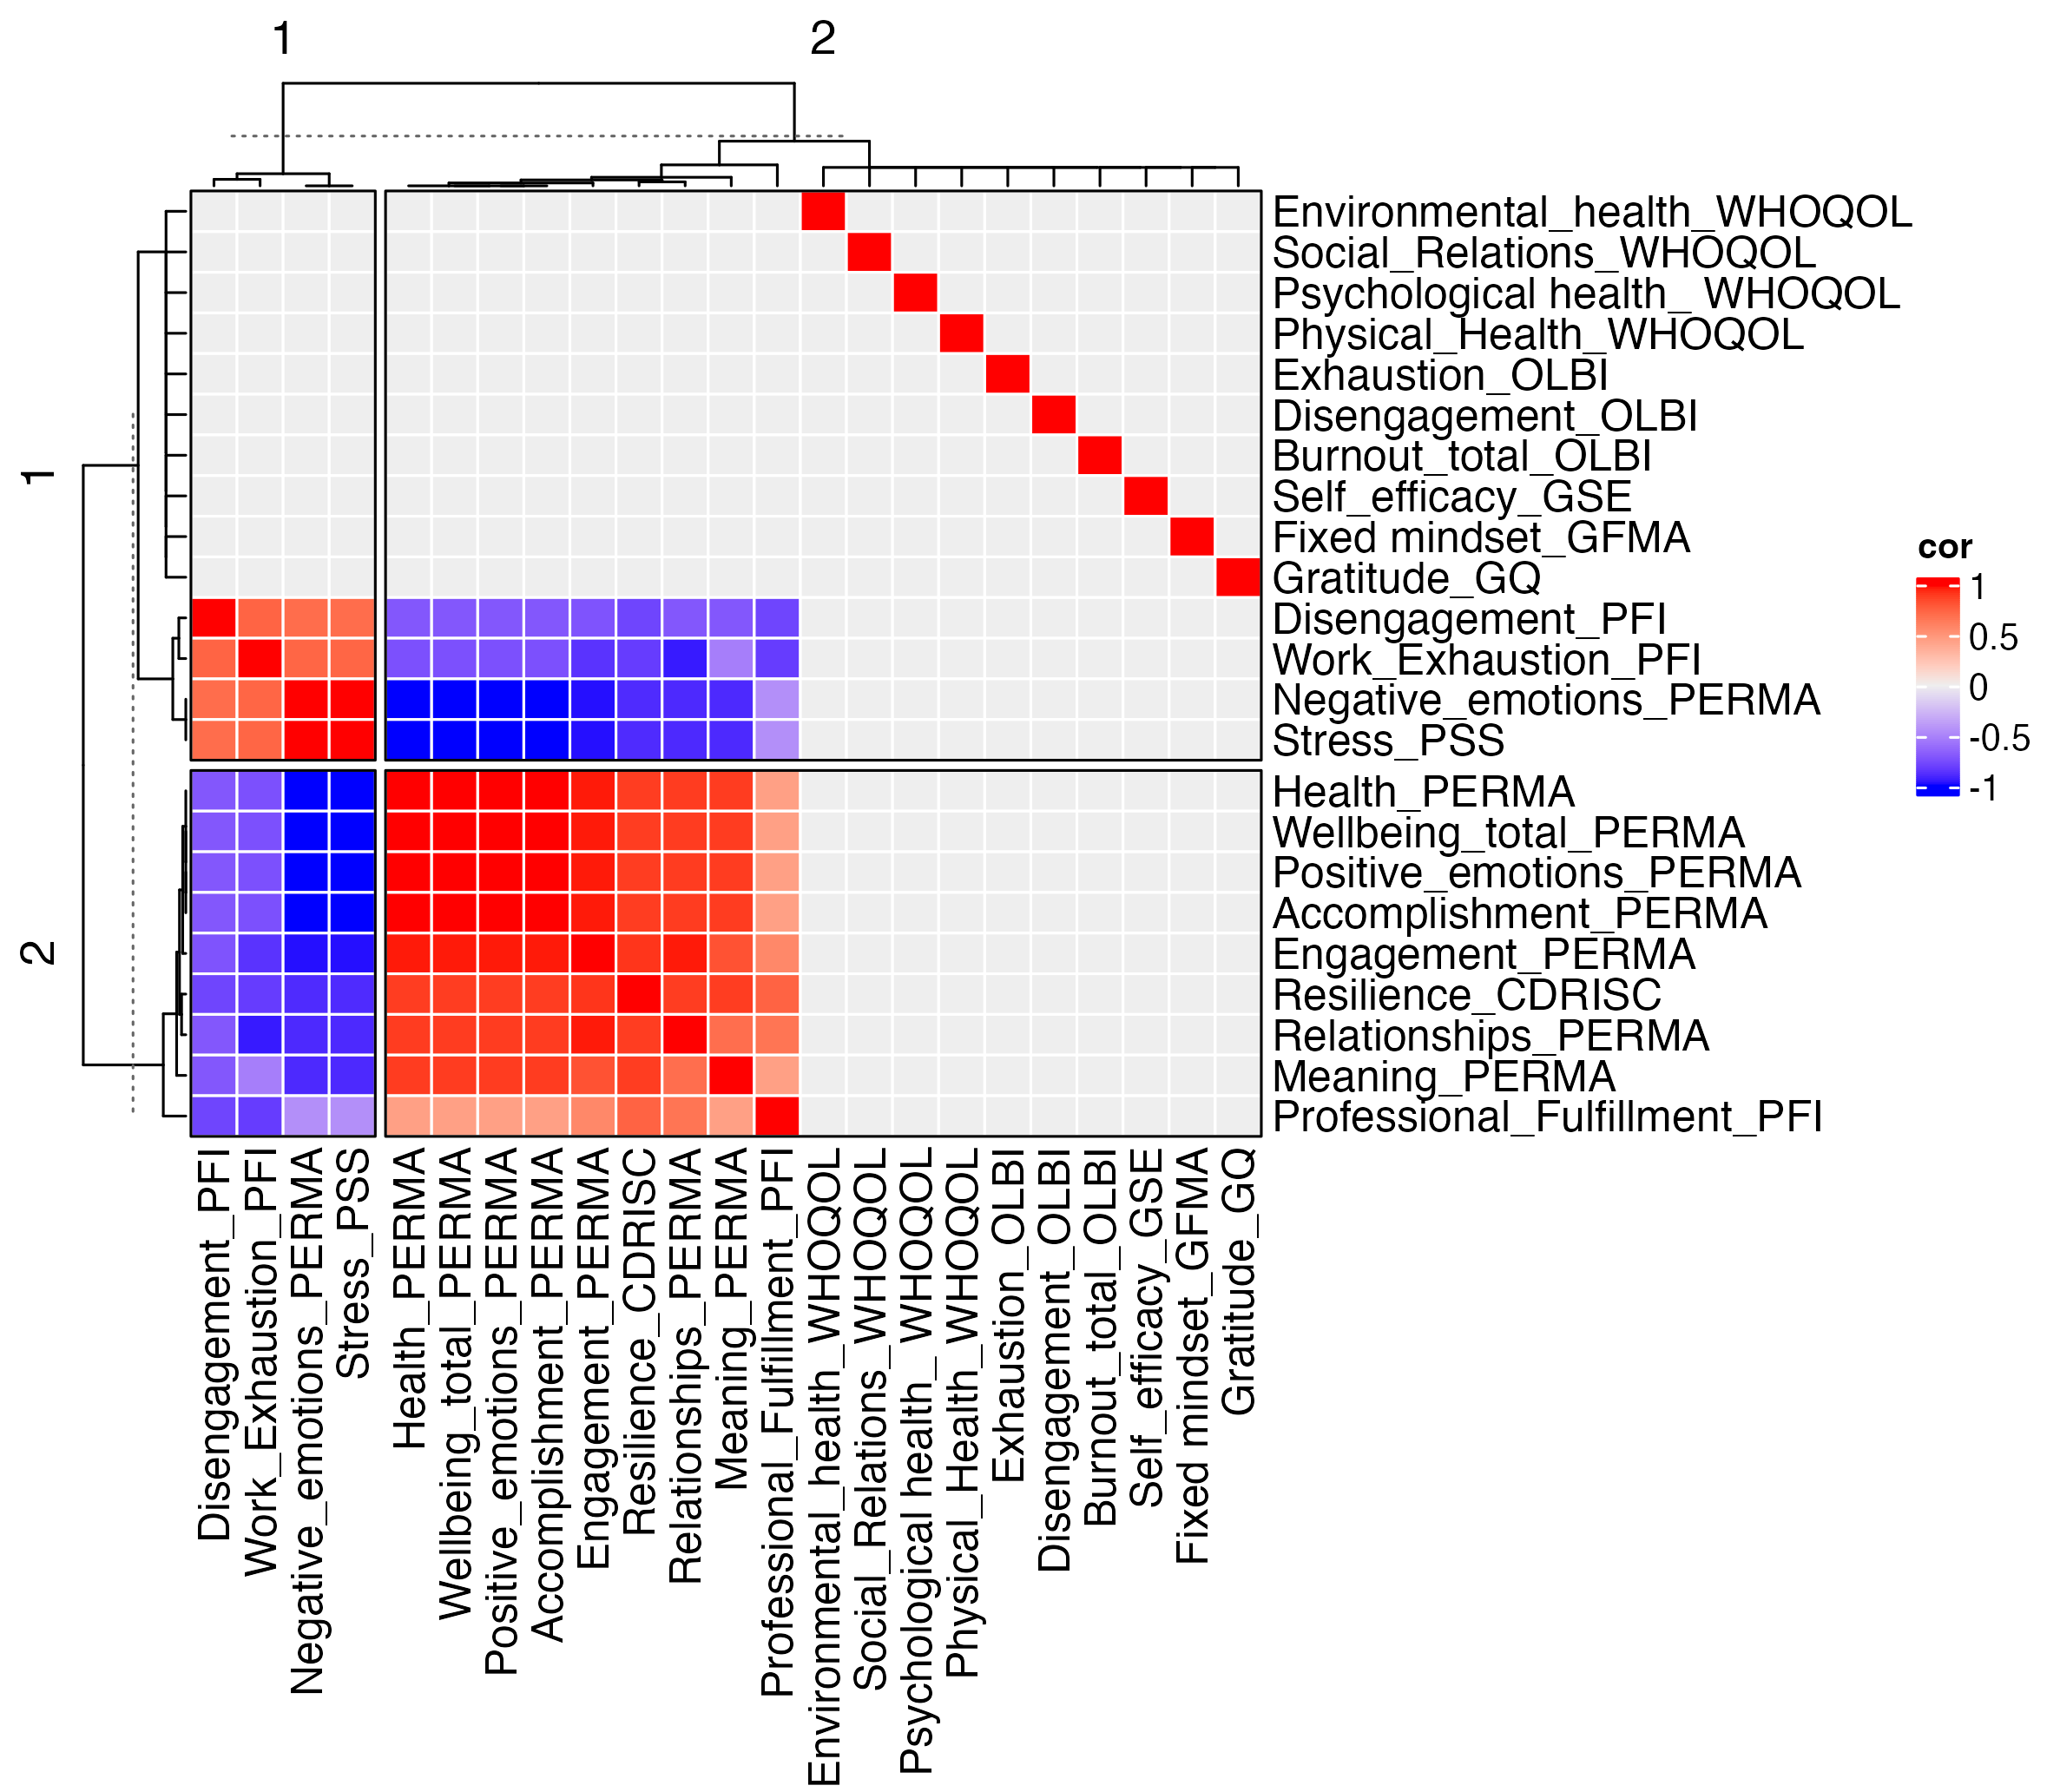 1
2
1
2
Environmental_health_WHOQOL
Social_Relations_WHOQOL
Psychological health_ WHOQOL
Physical_Health_WHOQOL
Exhaustion_OLBI
Disengagement_OLBI
Burnout_total_OLBI
Self_efficacy_GSE
Fixed mindset_GFMA
Gratitude_GQ
Disengagement_PFI
Work_Exhaustion_PFI
Negative_emotions_PERMA
Stress_PSS
Health_PERMA
Wellbeing_total_PERMA
Positive_emotions_PERMA
Accomplishment_PERMA
Engagement_PERMA
Resilience_CDRISC
Relationships_PERMA
Meaning_PERMA
Professional_Fulfillment_PFI
cor
1
0.5
0
-0.5
-1
Disengagement_PFI
Work_Exhaustion_PFI
Negative_emotions_PERMA
Stress_PSS
Health_PERMA
Wellbeing_total_PERMA
Positive_emotions_PERMA
Accomplishment_PERMA
Engagement_PERMA
Resilience_CDRISC
Relationships_PERMA
Meaning_PERMA
Professional_Fulfillment_PFI
Environmental_health_WHOQOL
Social_Relations_WHOQOL
Psychological health_ WHOQOL
Physical_Health_WHOQOL
Exhaustion_OLBI
Disengagement_OLBI
Burnout_total_OLBI
Self_efficacy_GSE
Fixed mindset_GFMA
Gratitude_GQ